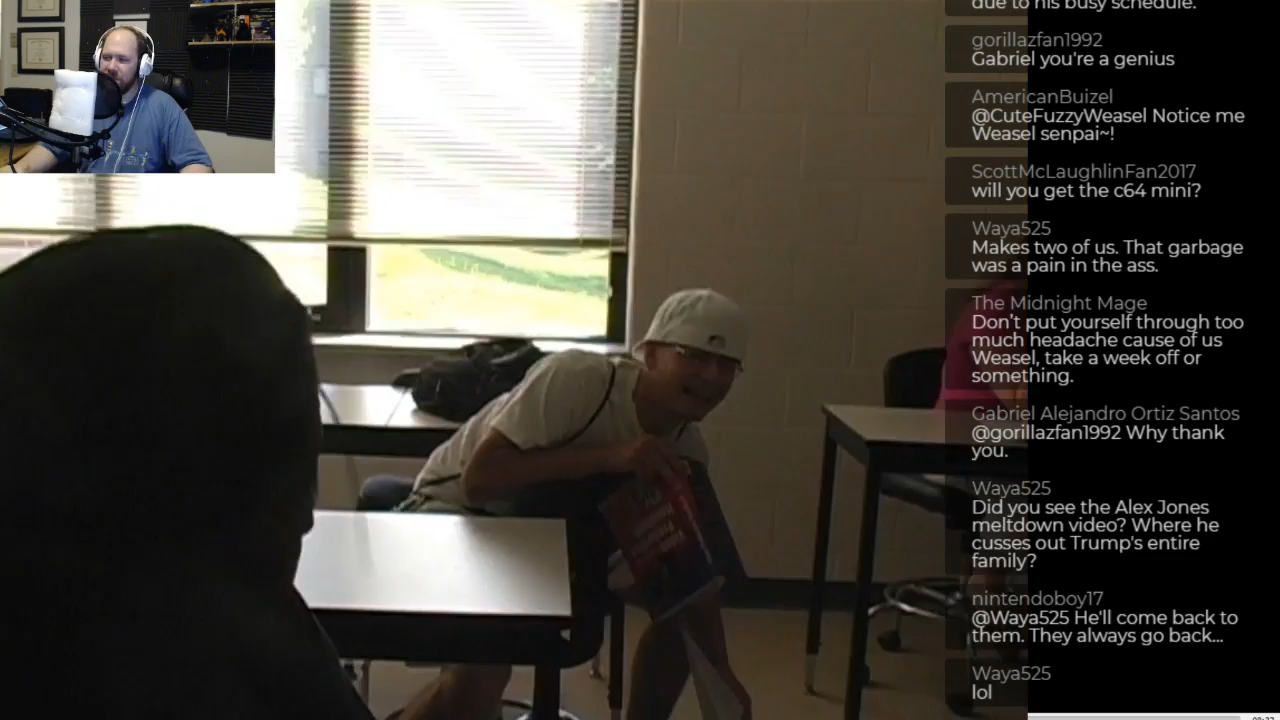 due to his busy schedule.
gorillazfan1992
Gabriel you're a genius
AmericanBuizel
@CuteFuzzyWeasel Notice me
Weasel senpai~!
ScottMcLaughlinFan2017
will you get the c64 mini?
Waya525
Makes two of us. That garbage
was a pain in the ass.
The Midnight Mage
Don't put yourself through too
much headache cause of us
Weasel, take a week off or
something.
Gabriel Alejandro Ortiz Santos
@gorillazfan1992 Why thank
you.
Waya525
Did you see the Alex Jones
meltdown video? Where he
cusses out Trump's entire
family?
nintendoboy17
@Waya525 He'll come back to
them. They always go back...
Waya525
lol